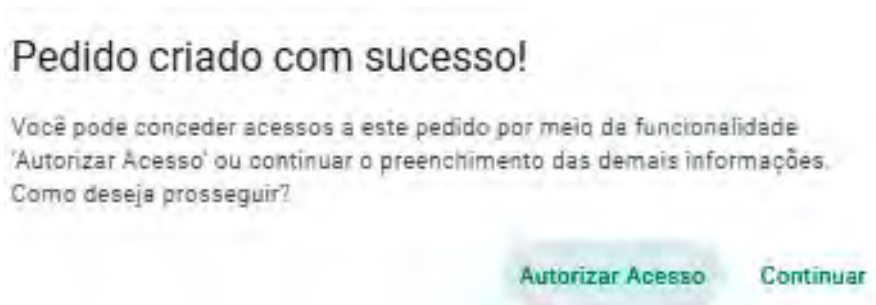 Pedido criado com sucesso!
Você pode conceder acessos a este pedido por meio da funcionalidade
'Autorizar Acesso' ou continuar o preenchimento das demais informações.
Como deseja prosseguir?
Autorizar Acesso Continuar